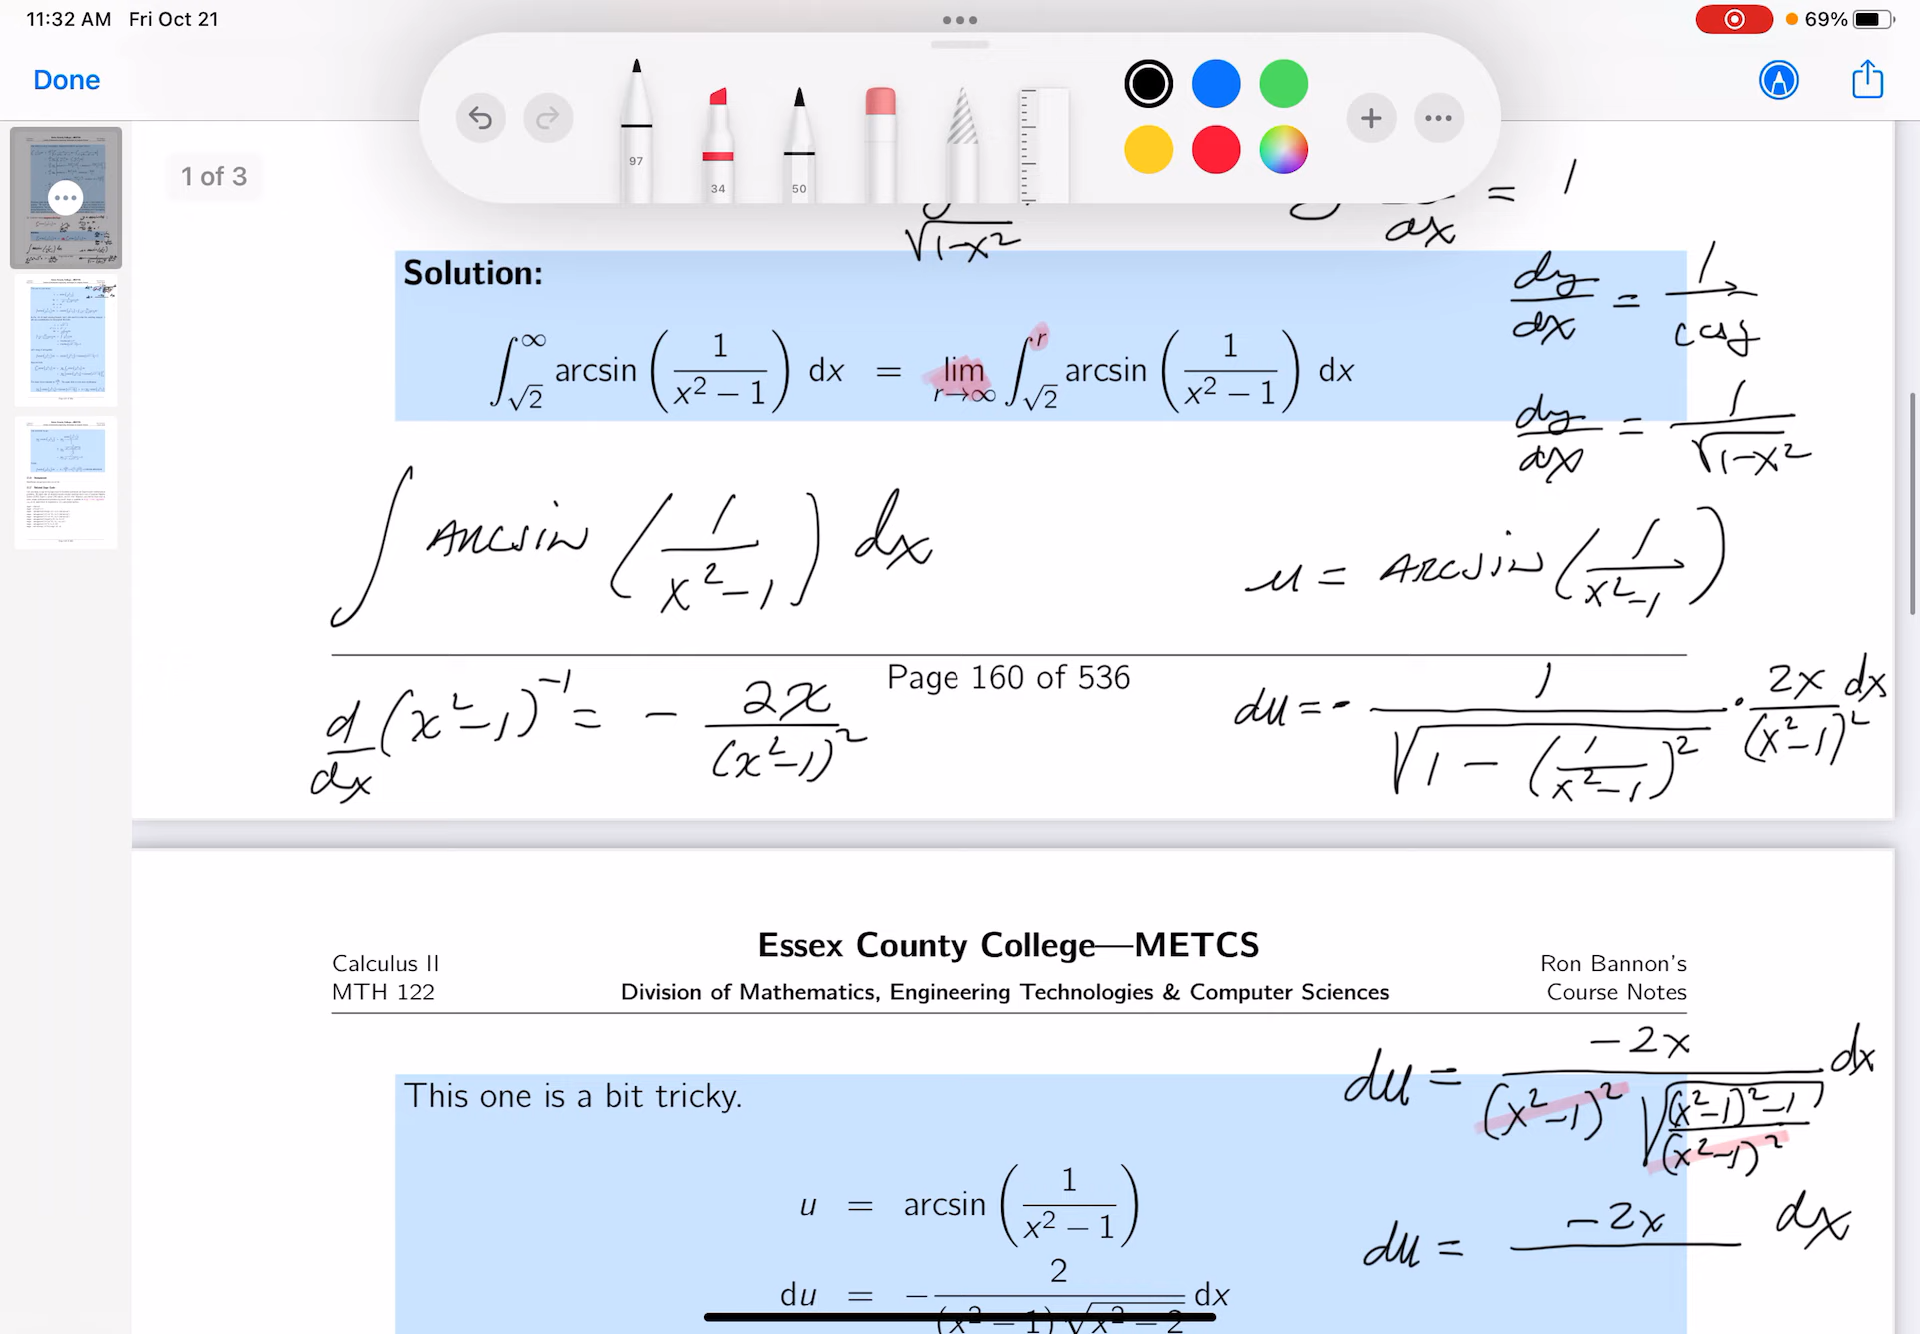 11:32 AM Fri Oct 21
69%
Done
97
34
50
1 of 3
√(1-x²)
dx = 1
Solution:
∫_{√2}^{∞} arcsin (1/(x² − 1)) dx = lim_{r→∞} ∫_{√2}^{r} arcsin (1/(x² − 1)) dx
dy/dx = 1/cos y
dy/dx = 1/√(1-x²)
∫ ARCSIN (1/(x²-1)) dx
u = ARCSIN (1/(x²-1))
Page 160 of 536
d/dx (x²-1)⁻¹ = - 2x/(x²-1)²
du = - 1/√(1-(1/(x²-1))²) · 2x dx/(x²-1)²
Essex County College—METCS
Calculus II
MTH 122
Division of Mathematics, Engineering Technologies & Computer Sciences
Ron Bannon's
Course Notes
du = -2x/((x²-1)² √(((x²-1)²-1)/(x²-1)²)) dx
This one is a bit tricky.
u = arcsin (1/(x² − 1))
du = -2x dx
du = − 2/((x² − 1) √(x² − 2)) dx